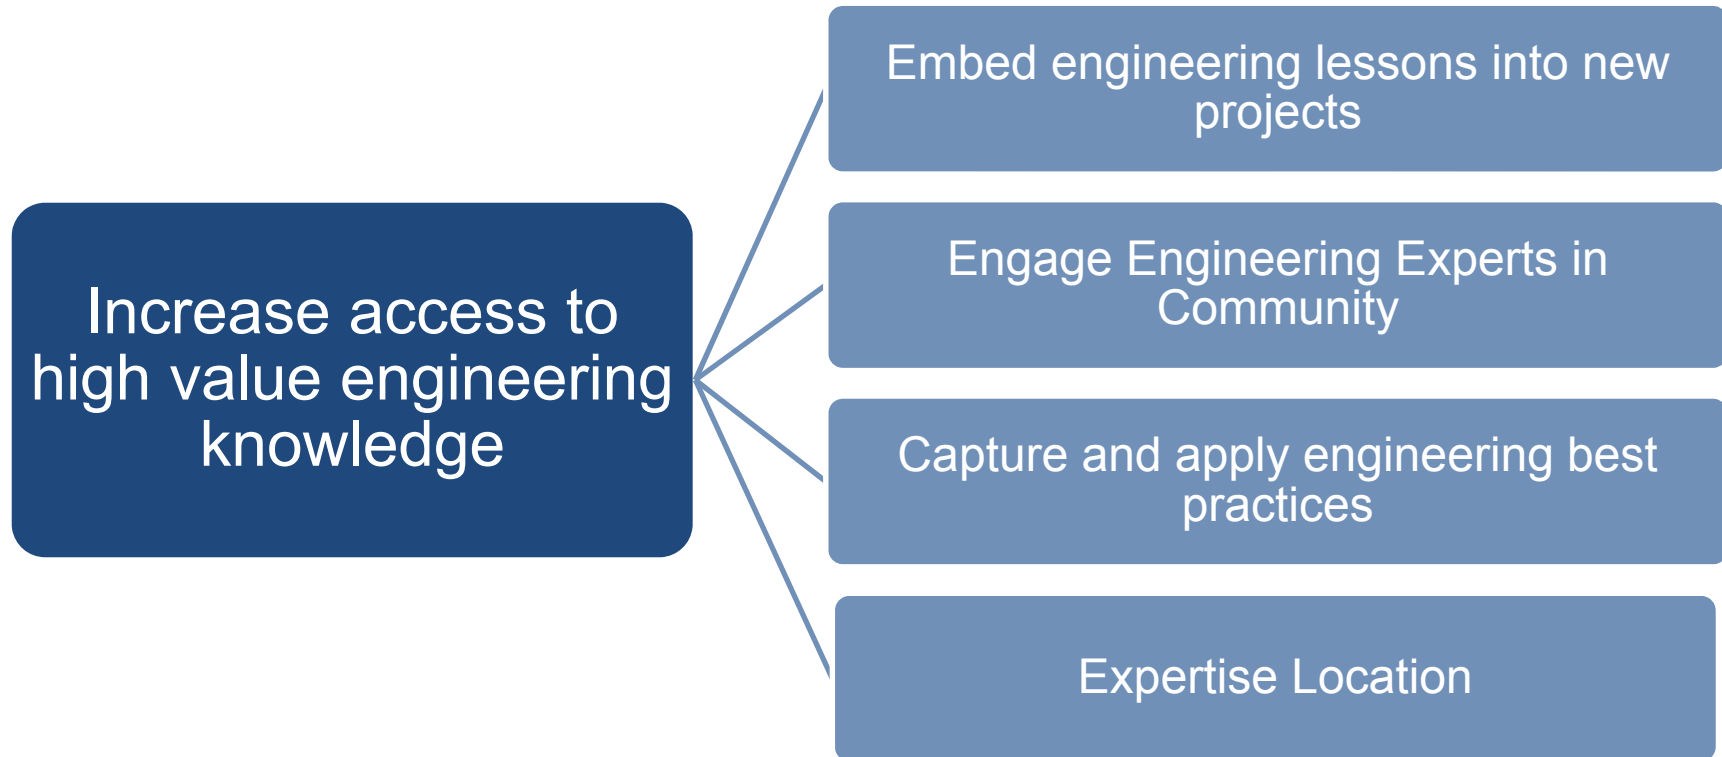 Increase access to
high value engineering
knowledge
Embed engineering lessons into new
projects
Engage Engineering Experts in
Community
Capture and apply engineering best
practices
Expertise Location